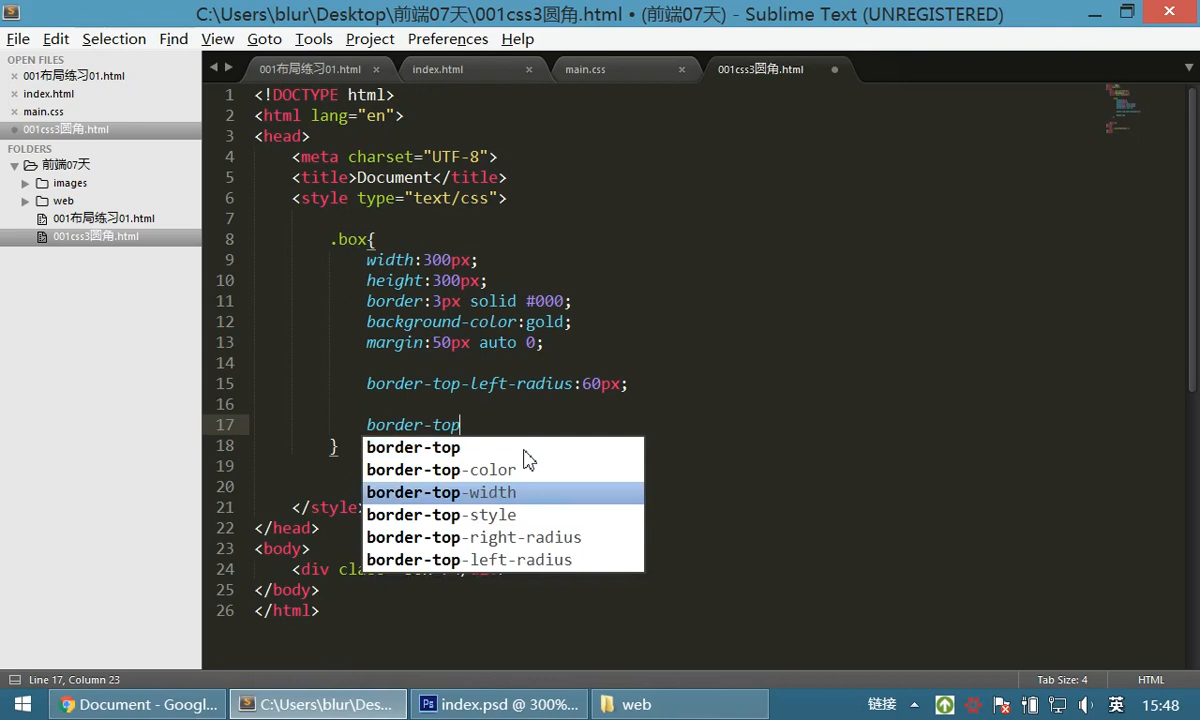 C:\Users\blur\Desktop\前端07天\001css3圆角.html • (前端07天) - Sublime Text (UNREGISTERED)
File Edit Selection Find View Goto Tools Project Preferences Help
OPEN FILES
001布局练习01.html
index.html
main.css
001css3圆角.html
FOLDERS
前端07天
images
web
001布局练习01.html
001css3圆角.html
001布局练习01.html × index.html × main.css × 001css3圆角.html
1 <!DOCTYPE html>
2 <html lang="en">
3 <head>
4 <meta charset="UTF-8">
5 <title>Document</title>
6 <style type="text/css">
7
8 .box{
9 width:300px;
10 height:300px;
11 border:3px solid #000;
12 background-color:gold;
13 margin:50px auto 0;
14
15 border-top-left-radius:60px;
16
17 border-top
18 }
19
20
21 </style>
22 </head>
23 <body>
24 <div
25 </body>
26 </html>
border-top
border-top-color
border-top-width
border-top-style
border-top-right-radius
border-top-left-radius
Line 17, Column 23
Tab Size: 4
HTML
Document - Googl...
C:\Users\blur\Des...
index.psd @ 300%...
web
链接
英
15:48